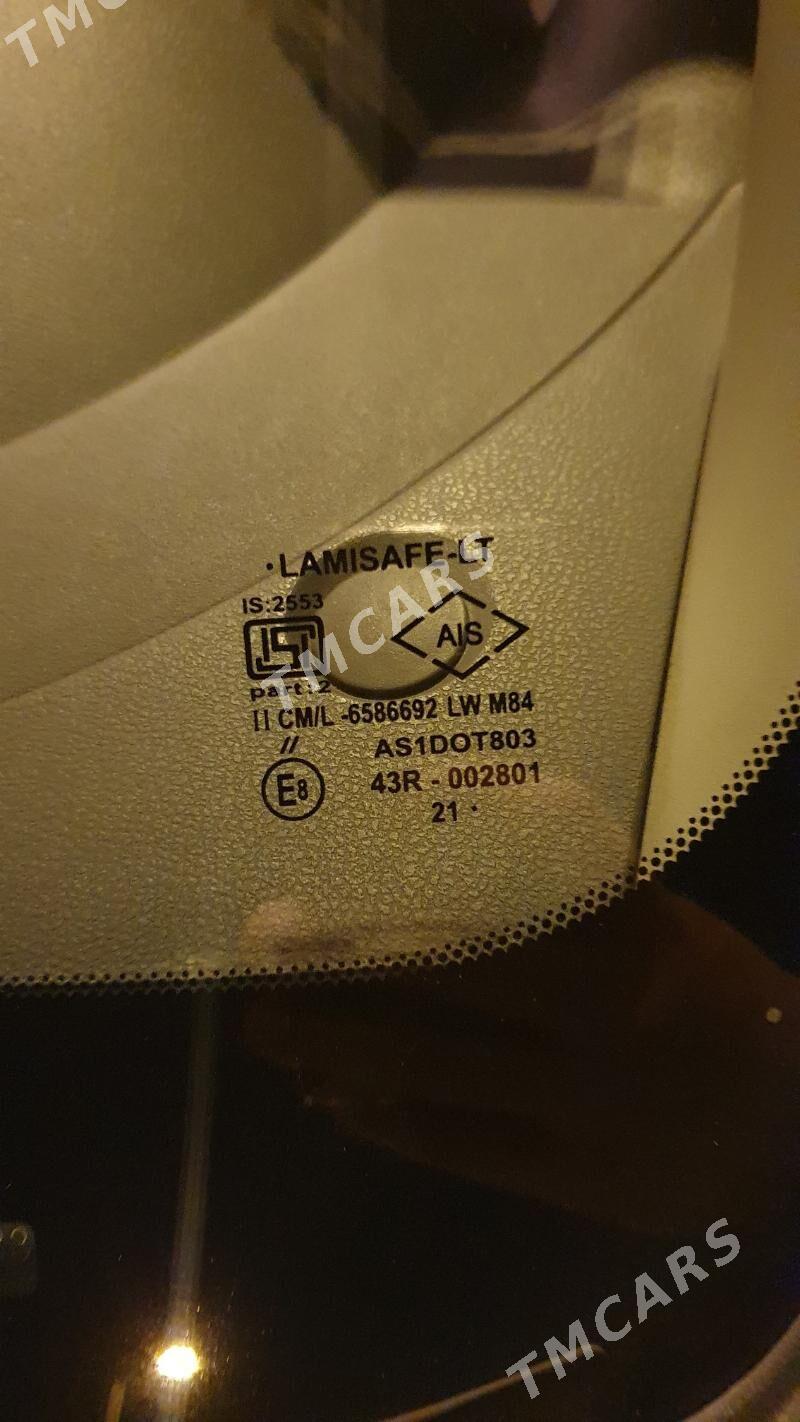 TMCARS
·LAMISAFE-LT
IS:2553
ISI
AIS
TMCARS
part:2
II CM/L -6586692 LW M84
// AS1DOT803
E8 43R - 002801
21 ·
TMCARS